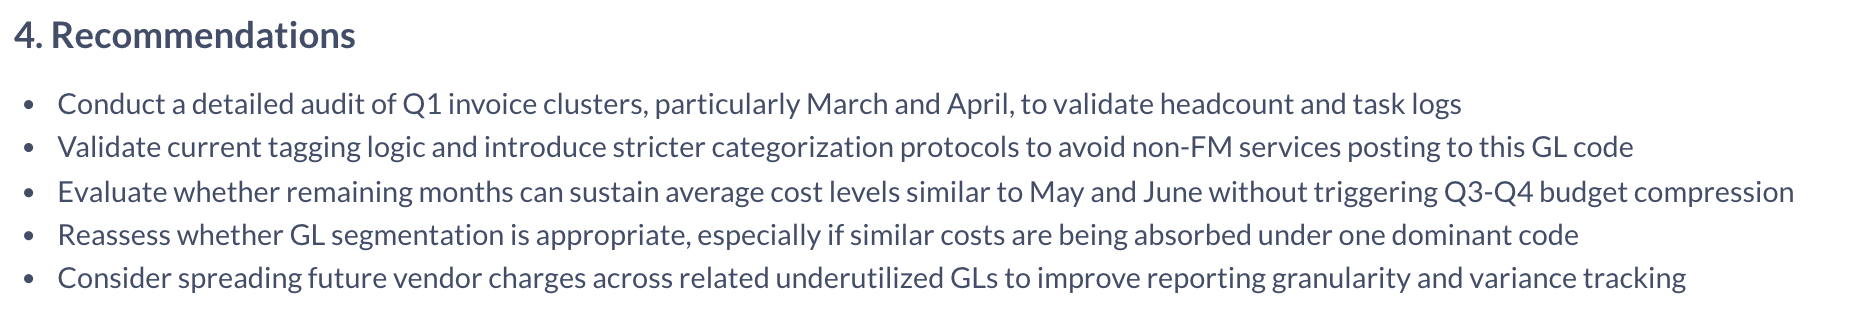 4. Recommendations
• Conduct a detailed audit of Q1 invoice clusters, particularly March and April, to validate headcount and task logs
• Validate current tagging logic and introduce stricter categorization protocols to avoid non-FM services posting to this GL code
• Evaluate whether remaining months can sustain average cost levels similar to May and June without triggering Q3-Q4 budget compression
• Reassess whether GL segmentation is appropriate, especially if similar costs are being absorbed under one dominant code
• Consider spreading future vendor charges across related underutilized GLs to improve reporting granularity and variance tracking